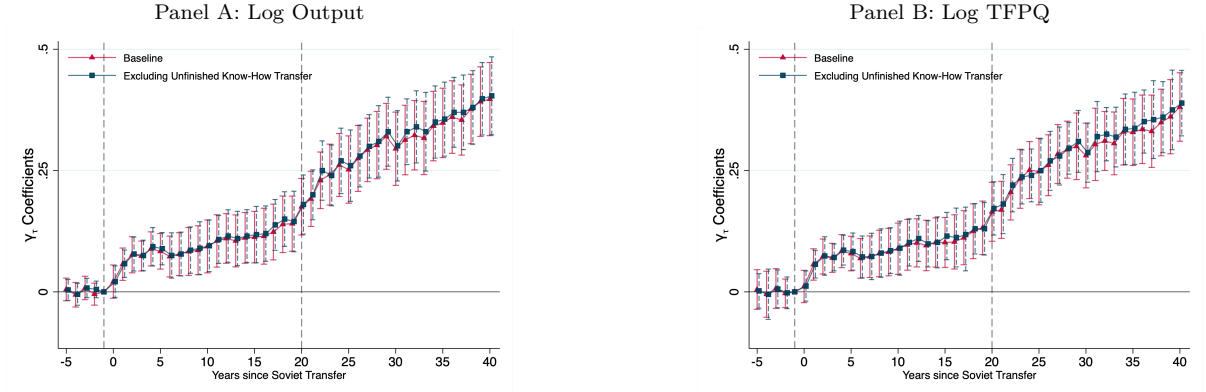 Panel A: Log Output
.5
.25
0
γτ Coefficients
Baseline
Excluding Unfinished Know-How Transfer
-5 0 5 10 15 20 25 30 35 40
Years since Soviet Transfer
Panel B: Log TFPQ
.5
.25
0
γτ Coefficients
Baseline
Excluding Unfinished Know-How Transfer
-5 0 5 10 15 20 25 30 35 40
Years since Soviet Transfer